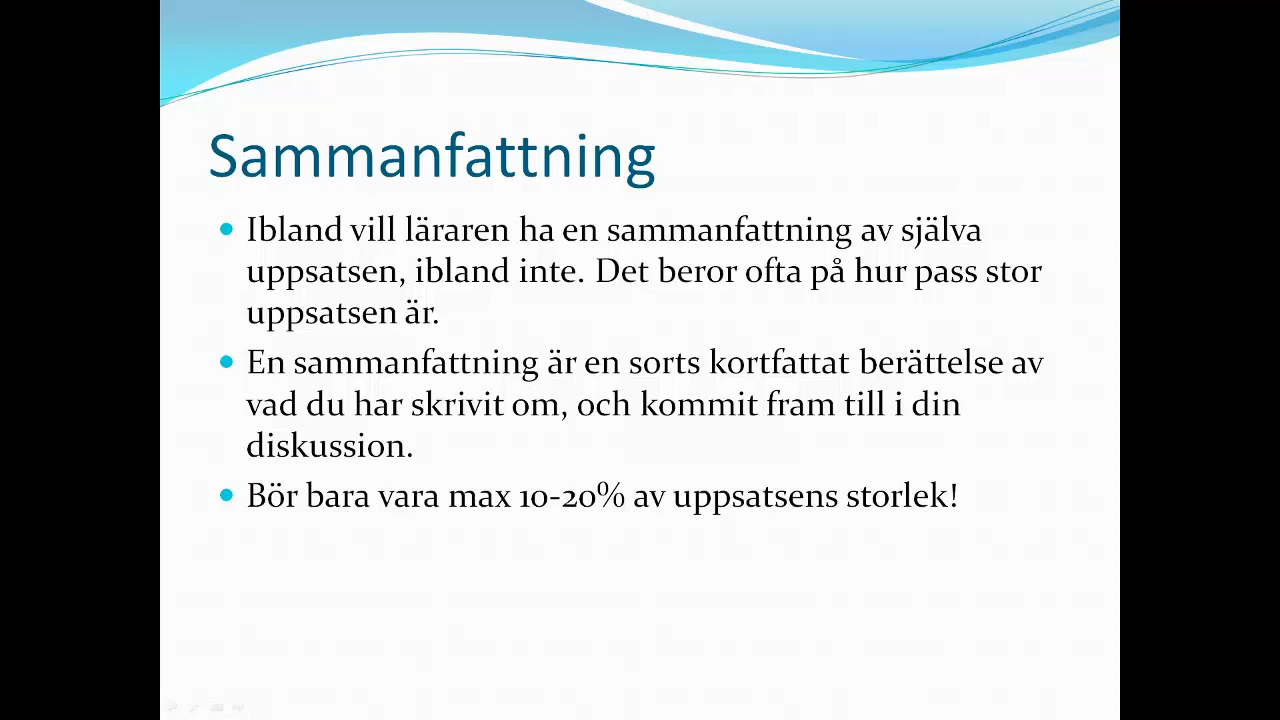 Sammanfattning
Ibland vill läraren ha en sammanfattning av själva
uppsatsen, ibland inte. Det beror ofta på hur pass stor
uppsatsen är.
En sammanfattning är en sorts kortfattat berättelse av
vad du har skrivit om, och kommit fram till i din
diskussion.
Bör bara vara max 10-20% av uppsatsens storlek!